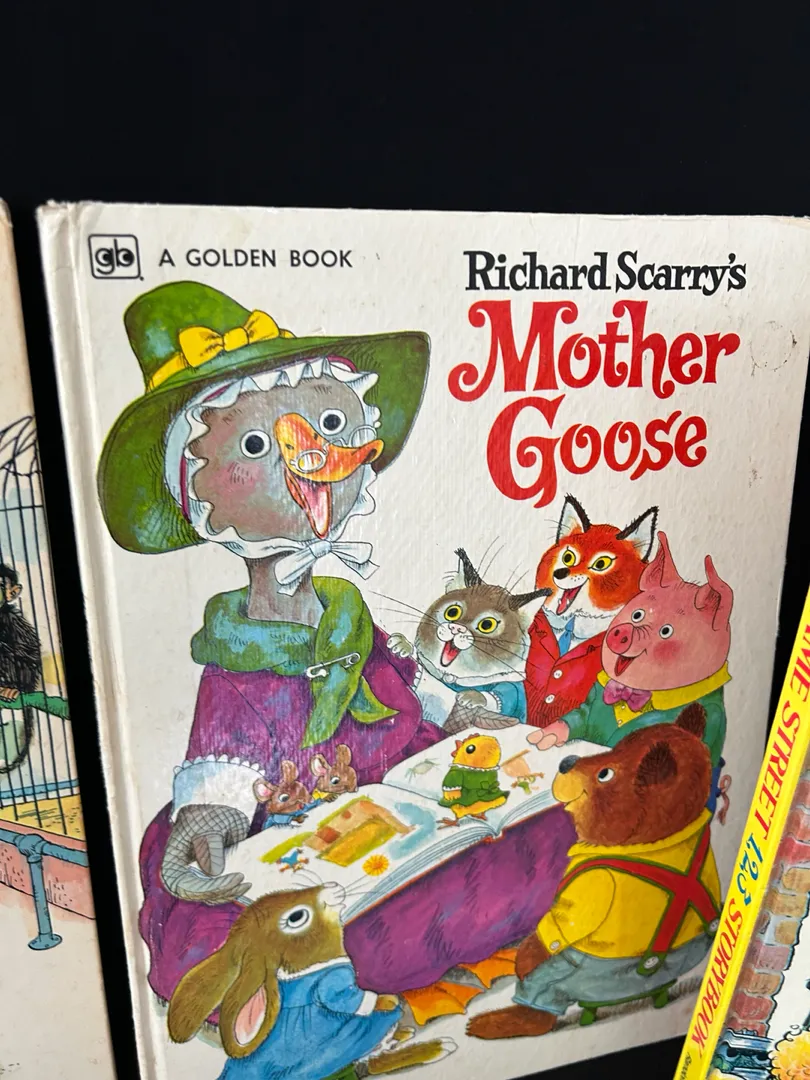 gb
A GOLDEN BOOK
Richard Scarry's
Mother
Goose
STREET 1,2,3 STORYBOOK